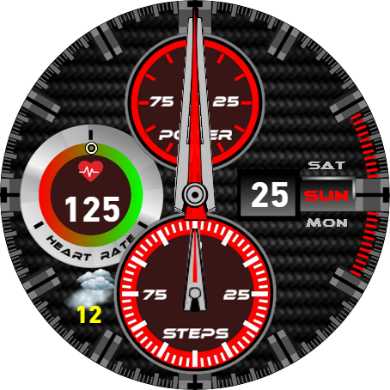 75 25
POWER
SAT
25 SUN
MON
125
HEART RATE
12
75 25
STEPS